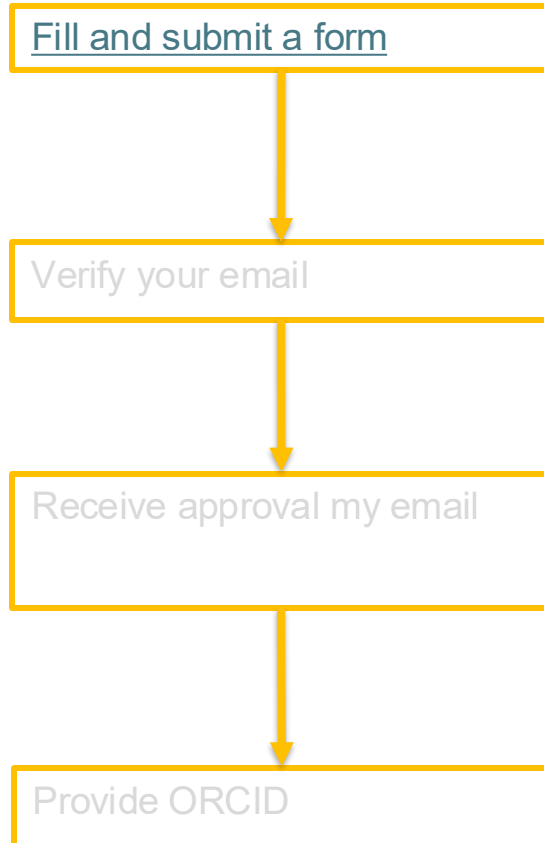 Fill and submit a form
Verify your email
Receive approval my email
Provide ORCID